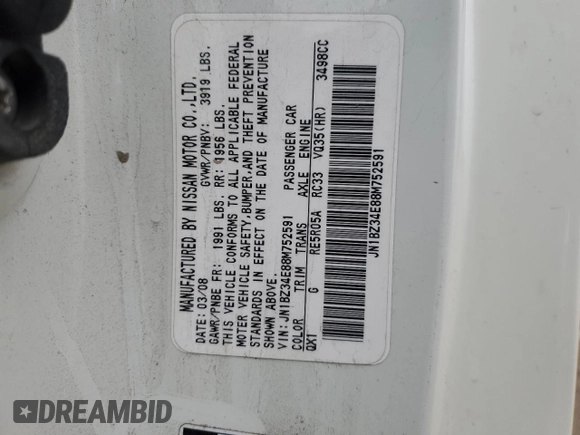 MANUFACTURED BY NISSAN MOTOR CO.,LTD.
DATE: 03/08 GVWR/PNBV: 3919 LBS.
GAWR/PNBE FR: 1991 LBS. RR: 1956 LBS.
THIS VEHICLE CONFORMS TO ALL APPLICABLE FEDERAL
MOTER VEHICLE SAFETY,BUMPER,AND THEFT PREVENTION
STANDARDS IN EFFECT ON THE DATE OF MANUFACTURE
SHOWN ABOVE.
VIN:JN1BZ34E88M752591 PASSENGER CAR
COLOR TRIM TRANS AXLE ENGINE
QX1 G RE5R05A RC33 VQ35(HR) 3498CC
JN1BZ34E88M752591
DREAMBID